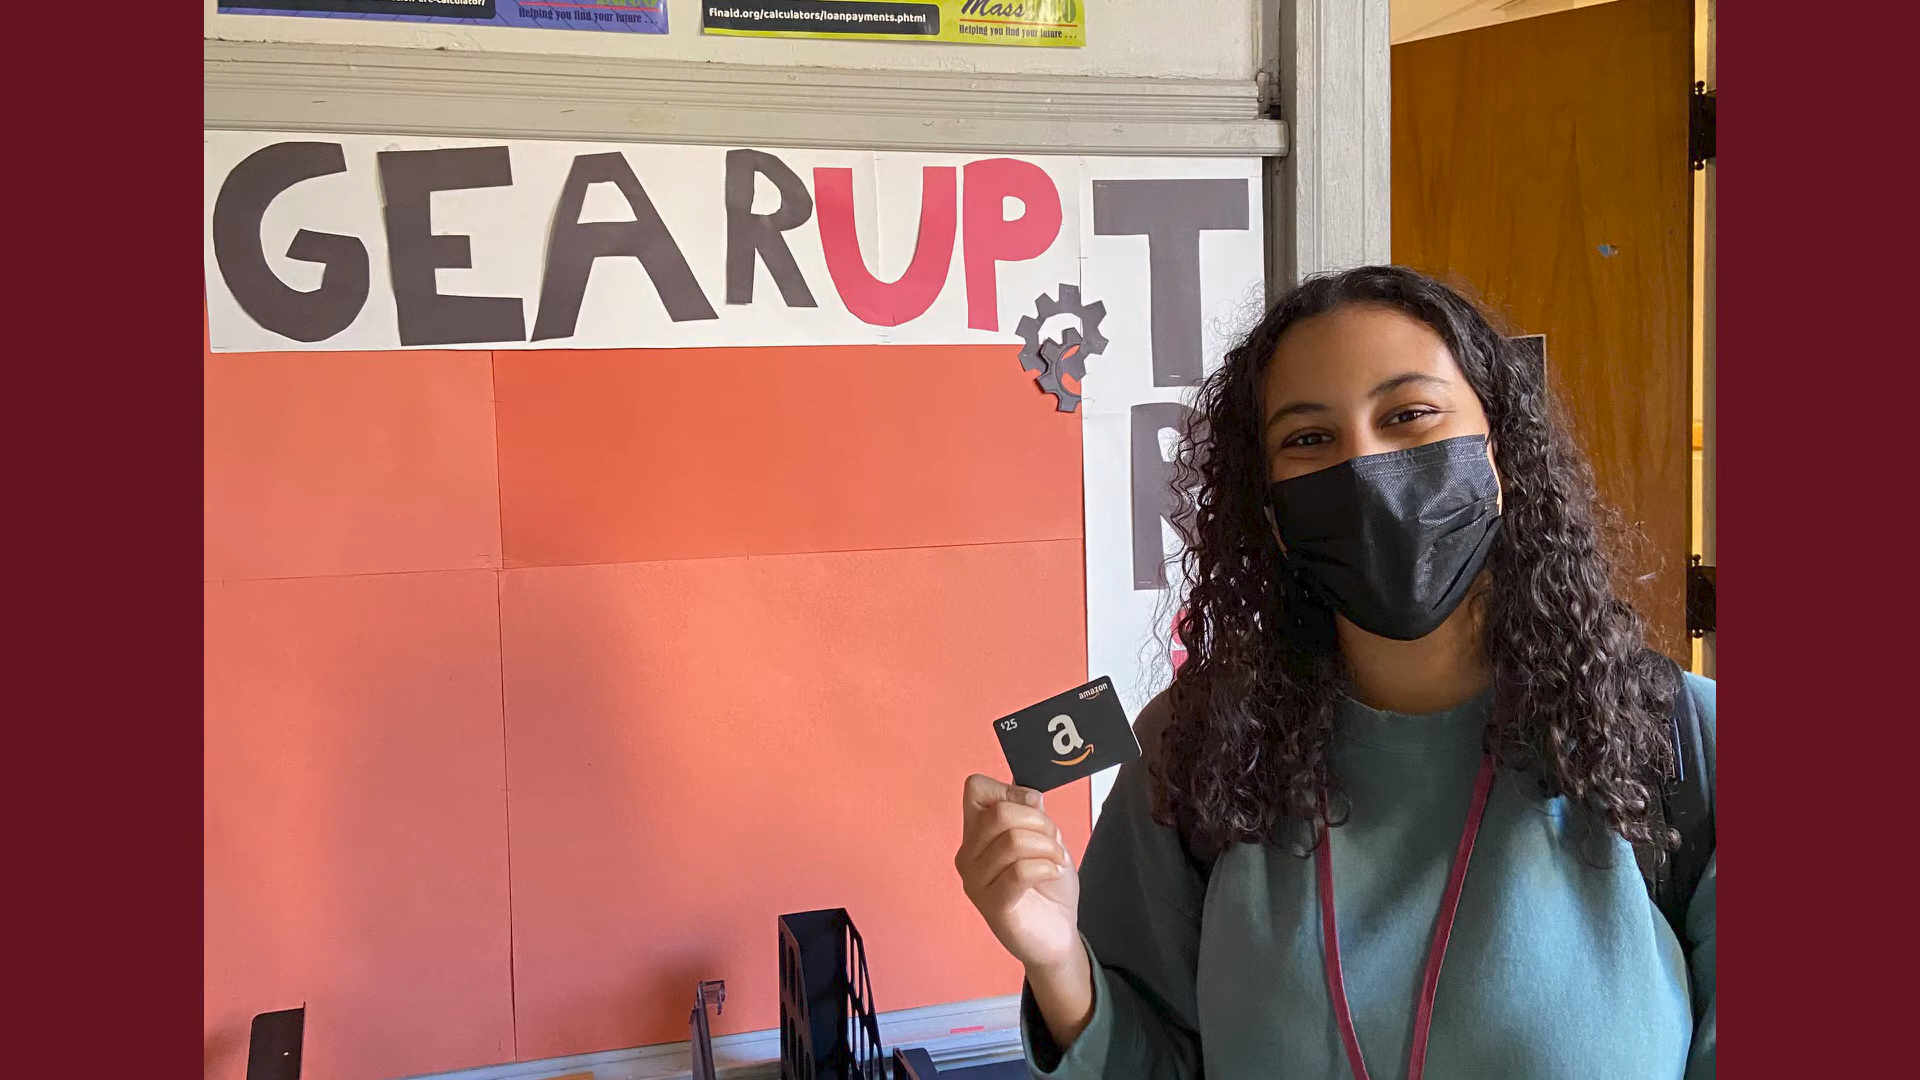 Helping you find your future . . .
finaid.org/calculators/loanpayments.phtml
Helping you find your future . . .
GEARUP
T
R
$25
amazon
a